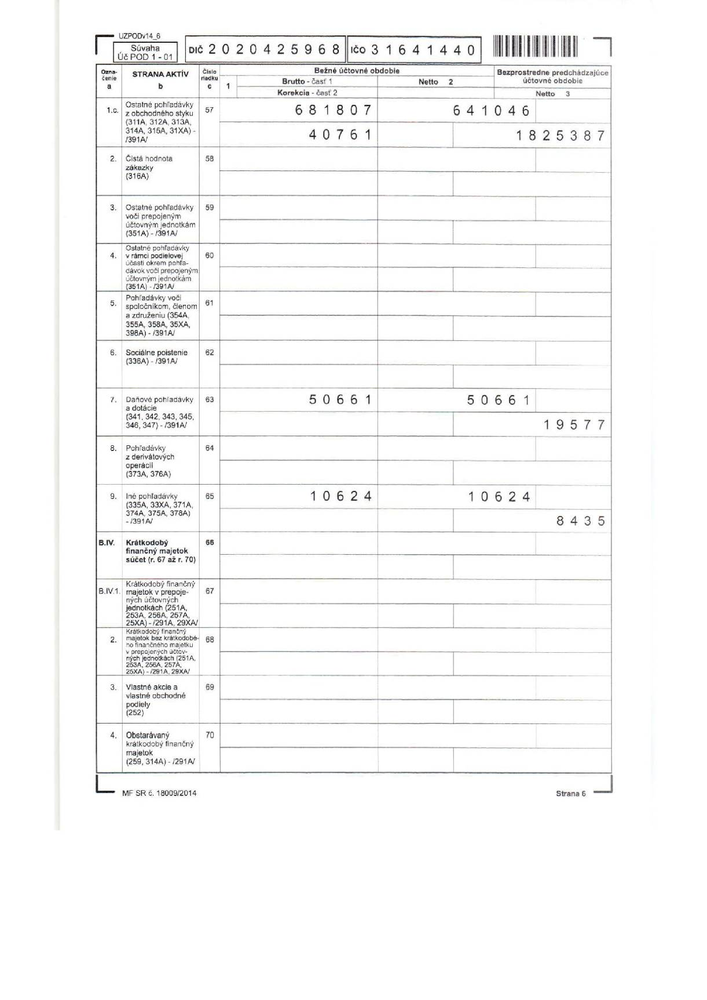 UZPODv14_6
Súvaha
Úč POD 1 - 01
DIČ 2020425968 IČO 31641440
Ozna-
čenie
a
STRANA AKTÍV
b
Číslo
riadku
c
Bežné účtovné obdobie
1
Brutto - časť 1
Korekcia - časť 2
Netto 2
Bezprostredne predchádzajúce
účtovné obdobie
Netto 3
1.c. Ostatné pohľadávky 57 681807 641046
z obchodného styku
(311A, 312A, 313A,
314A, 315A, 31XA) - 40761 1825387
/391A/
2. Čistá hodnota 58
zákazky
(316A)
3. Ostatné pohľadávky 59
voči prepojeným
účtovným jednotkám
(351A) - /391A/
Ostatné pohľadávky
4. v rámci podielovej 60
účasti okrem pohľa-
dávok voči prepojeným
účtovným jednotkám
(351A) - /391A/
Pohľadávky voči
5. spoločníkom, členom 61
a združeniu (354A,
355A, 358A, 35XA,
398A) - /391A/
6. Sociálne poistenie 62
(336A) - /391A/
7. Daňové pohľadávky 63 50661 50661
a dotácie
(341, 342, 343, 345,
346, 347) - /391A/ 19577
8. Pohľadávky 64
z derivátových
operácií
(373A, 376A)
9. Iné pohľadávky 65 10624 10624
(335A, 33XA, 371A,
374A, 375A, 378A)
- /391A/ 8435
B.IV. Krátkodobý 66
finančný majetok
súčet (r. 67 až r. 70)
Krátkodobý finančný
B.IV.1. majetok v prepoje- 67
ných účtovných
jednotkách (251A,
253A, 256A, 257A,
25XA) - /291A, 29XA/
Krátkodobý finančný
2. majetok bez krátkodobé- 68
ho finančného majetku
v prepojených účtov-
ných jednotkách (251A,
253A, 256A, 257A,
25XA) - /291A, 29XA/
3. Vlastné akcie a 69
vlastné obchodné
podiely
(252)
4. Obstarávaný 70
krátkodobý finančný
majetok
(259, 314A) - /291A/
MF SR č. 18009/2014 Strana 6